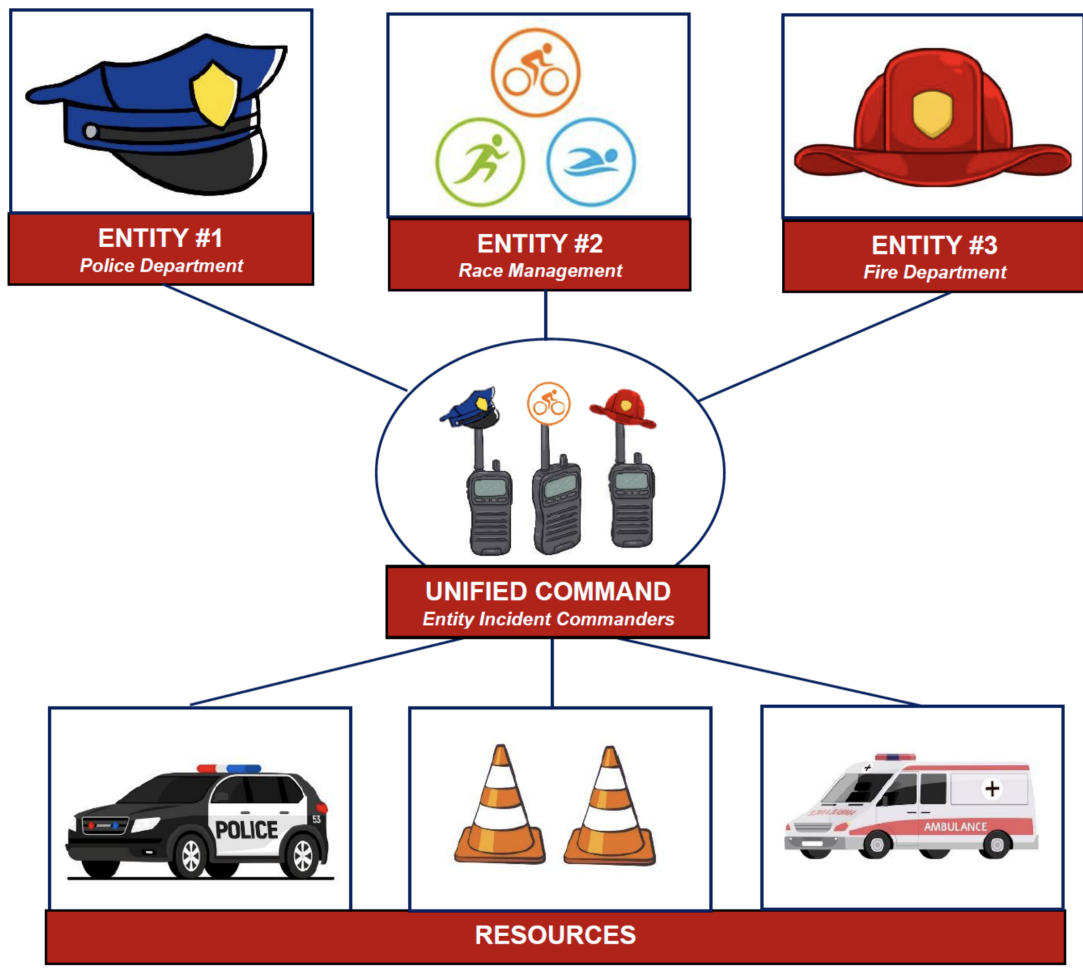 ENTITY #1
Police Department
ENTITY #2
Race Management
ENTITY #3
Fire Department
UNIFIED COMMAND
Entity Incident Commanders
POLICE
53
AMBULANCE
RESOURCES